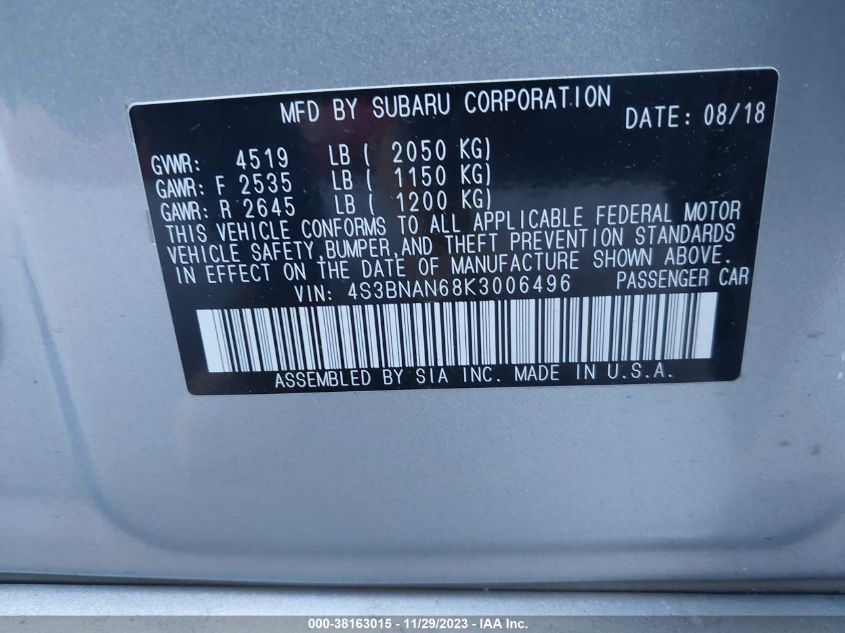 MFD BY SUBARU CORPORATION
DATE: 08/18
GVWR: 4519 LB ( 2050 KG)
GAWR: F 2535 LB ( 1150 KG)
GAWR: R 2645 LB ( 1200 KG)
THIS VEHICLE CONFORMS TO ALL APPLICABLE FEDERAL MOTOR
VEHICLE SAFETY,BUMPER,AND THEFT PREVENTION STANDARDS
IN EFFECT ON THE DATE OF MANUFACTURE SHOWN ABOVE.
VIN: 4S3BNAN68K3006496 PASSENGER CAR
ASSEMBLED BY SIA INC. MADE IN U.S.A.
000-38163015 - 11/29/2023 - IAA Inc.